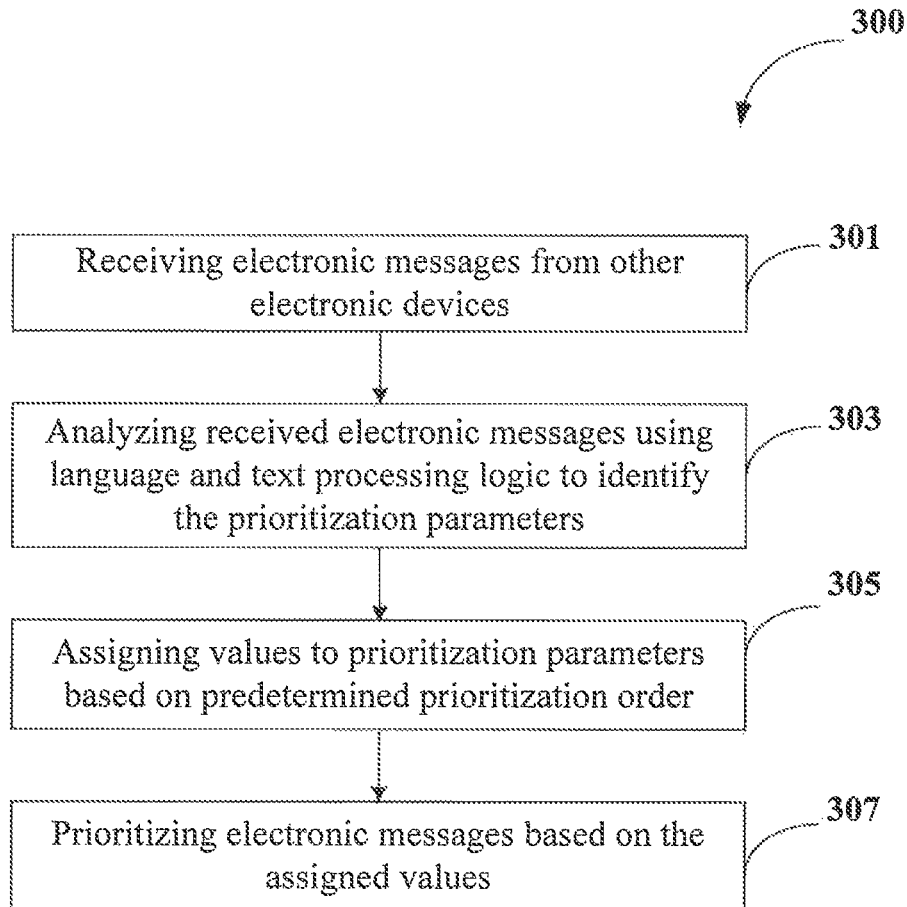 300
301
Receiving electronic messages from other
electronic devices
303
Analyzing received electronic messages using
language and text processing logic to identify
the prioritization parameters
305
Assigning values to prioritization parameters
based on predetermined prioritization order
307
Prioritizing electronic messages based on the
assigned values